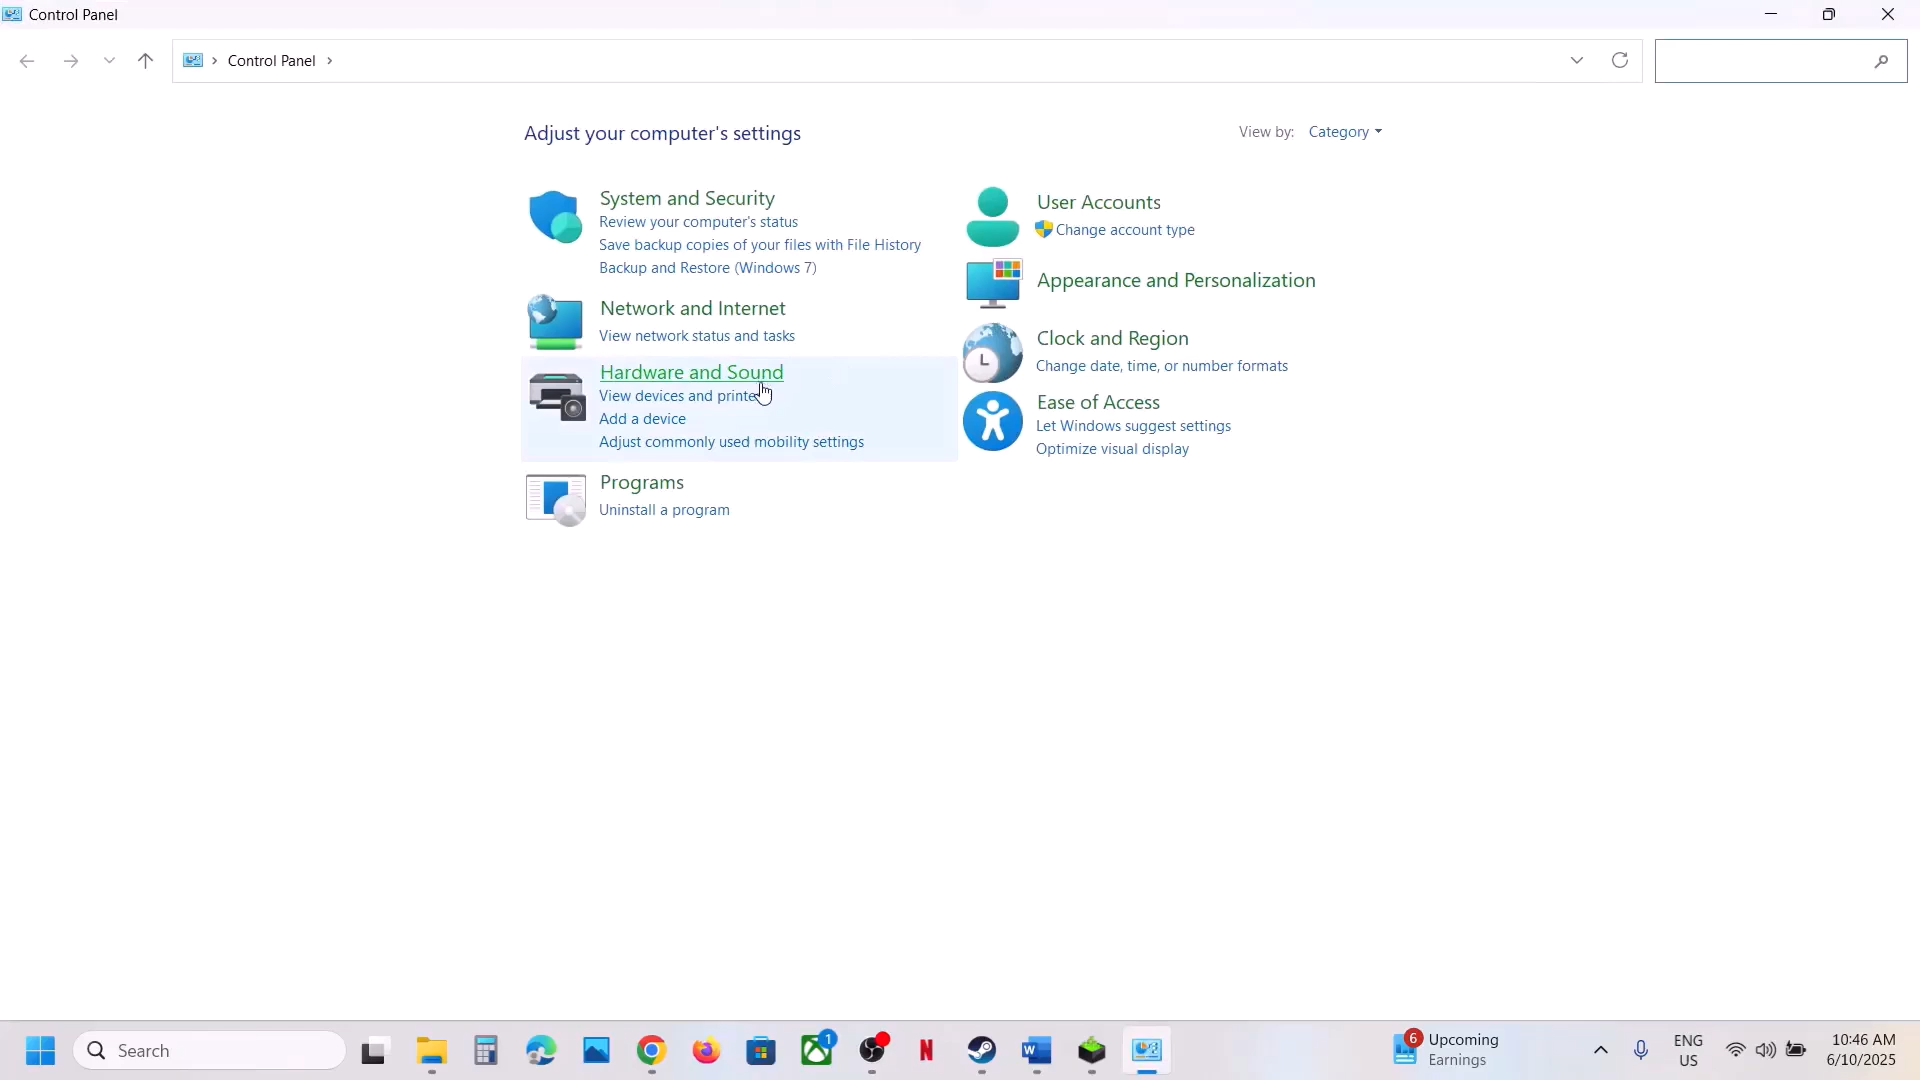 Control Panel
Control Panel
Adjust your computer's settings
View by: Category
System and Security
Review your computer's status
Save backup copies of your files with File History
Backup and Restore (Windows 7)
Network and Internet
View network status and tasks
Hardware and Sound
View devices and printe
Add a device
Adjust commonly used mobility settings
Programs
Uninstall a program
User Accounts
Change account type
Appearance and Personalization
Clock and Region
Change date, time, or number formats
Ease of Access
Let Windows suggest settings
Optimize visual display
Search
1
N
6
Upcoming
Earnings
ENG
US
10:46 AM
6/10/2025